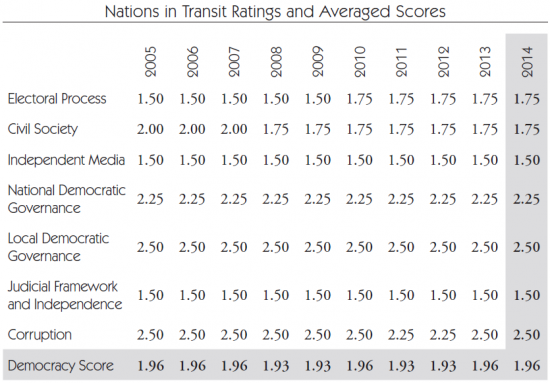 Nations in Transit Ratings and Averaged Scores
2005 2006 2007 2008 2009 2010 2011 2012 2013 2014
Electoral Process 1.50 1.50 1.50 1.50 1.50 1.75 1.75 1.75 1.75 1.75
Civil Society 2.00 2.00 2.00 1.75 1.75 1.75 1.75 1.75 1.75 1.75
Independent Media 1.50 1.50 1.50 1.50 1.50 1.50 1.50 1.50 1.50 1.50
National Democratic
Governance 2.25 2.25 2.25 2.25 2.25 2.25 2.25 2.25 2.25 2.25
Local Democratic
Governance 2.50 2.50 2.50 2.50 2.50 2.50 2.50 2.50 2.50 2.50
Judicial Framework
and Independence 1.50 1.50 1.50 1.50 1.50 1.50 1.50 1.50 1.50 1.50
Corruption 2.50 2.50 2.50 2.50 2.50 2.50 2.25 2.25 2.50 2.50
Democracy Score 1.96 1.96 1.96 1.93 1.93 1.96 1.93 1.93 1.96 1.96